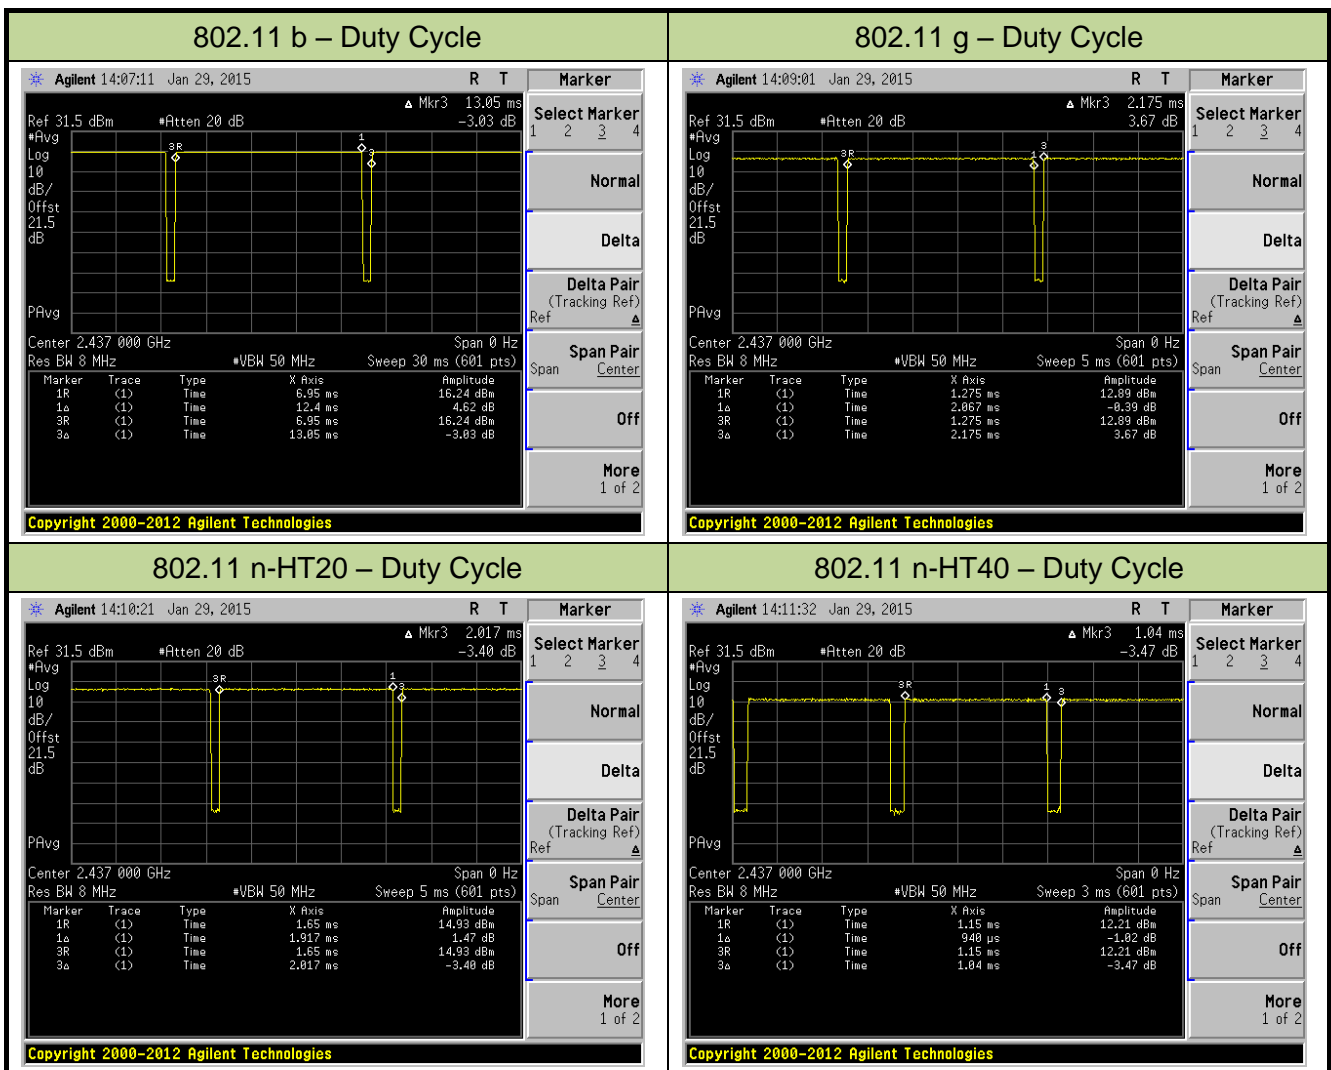 802.11 b – Duty Cycle
Agilent 14:07:11 Jan 29, 2015 R T
Marker
Δ Mkr3 13.05 ms
Ref 31.5 dBm #Atten 20 dB -3.03 dB
#Avg
Log
10
dB/
Offst
21.5
dB
PAvg
3R
1
3
Center 2.437 000 GHz Span 0 Hz
Res BW 8 MHz #VBW 50 MHz Sweep 30 ms (601 pts)
Marker Trace Type X Axis Amplitude
1R (1) Time 6.95 ms 16.24 dBm
1Δ (1) Time 12.4 ms 4.62 dB
3R (1) Time 6.95 ms 16.24 dBm
3Δ (1) Time 13.05 ms -3.03 dB
Select Marker
1 2 3 4
Normal
Delta
Delta Pair
(Tracking Ref)
Ref Δ
Span Pair
Span Center
Off
More
1 of 2
Copyright 2000-2012 Agilent Technologies
802.11 g – Duty Cycle
Agilent 14:09:01 Jan 29, 2015 R T
Marker
Δ Mkr3 2.175 ms
Ref 31.5 dBm #Atten 20 dB 3.67 dB
#Avg
Log
10
dB/
Offst
21.5
dB
PAvg
3R
1
3
Center 2.437 000 GHz Span 0 Hz
Res BW 8 MHz #VBW 50 MHz Sweep 5 ms (601 pts)
Marker Trace Type X Axis Amplitude
1R (1) Time 1.275 ms 12.89 dBm
1Δ (1) Time 2.067 ms -0.39 dB
3R (1) Time 1.275 ms 12.89 dBm
3Δ (1) Time 2.175 ms 3.67 dB
Select Marker
1 2 3 4
Normal
Delta
Delta Pair
(Tracking Ref)
Ref Δ
Span Pair
Span Center
Off
More
1 of 2
Copyright 2000-2012 Agilent Technologies
802.11 n-HT20 – Duty Cycle
Agilent 14:10:21 Jan 29, 2015 R T
Marker
Δ Mkr3 2.017 ms
Ref 31.5 dBm #Atten 20 dB -3.40 dB
#Avg
Log
10
dB/
Offst
21.5
dB
PAvg
3R
1
3
Center 2.437 000 GHz Span 0 Hz
Res BW 8 MHz #VBW 50 MHz Sweep 5 ms (601 pts)
Marker Trace Type X Axis Amplitude
1R (1) Time 1.65 ms 14.93 dBm
1Δ (1) Time 1.917 ms 1.47 dB
3R (1) Time 1.65 ms 14.93 dBm
3Δ (1) Time 2.017 ms -3.40 dB
Select Marker
1 2 3 4
Normal
Delta
Delta Pair
(Tracking Ref)
Ref Δ
Span Pair
Span Center
Off
More
1 of 2
Copyright 2000-2012 Agilent Technologies
802.11 n-HT40 – Duty Cycle
Agilent 14:11:32 Jan 29, 2015 R T
Marker
Δ Mkr3 1.04 ms
Ref 31.5 dBm #Atten 20 dB -3.47 dB
#Avg
Log
10
dB/
Offst
21.5
dB
PAvg
3R
1
3
Center 2.437 000 GHz Span 0 Hz
Res BW 8 MHz #VBW 50 MHz Sweep 3 ms (601 pts)
Marker Trace Type X Axis Amplitude
1R (1) Time 1.15 ms 12.21 dBm
1Δ (1) Time 940 µs -1.02 dB
3R (1) Time 1.15 ms 12.21 dBm
3Δ (1) Time 1.04 ms -3.47 dB
Select Marker
1 2 3 4
Normal
Delta
Delta Pair
(Tracking Ref)
Ref Δ
Span Pair
Span Center
Off
More
1 of 2
Copyright 2000-2012 Agilent Technologies